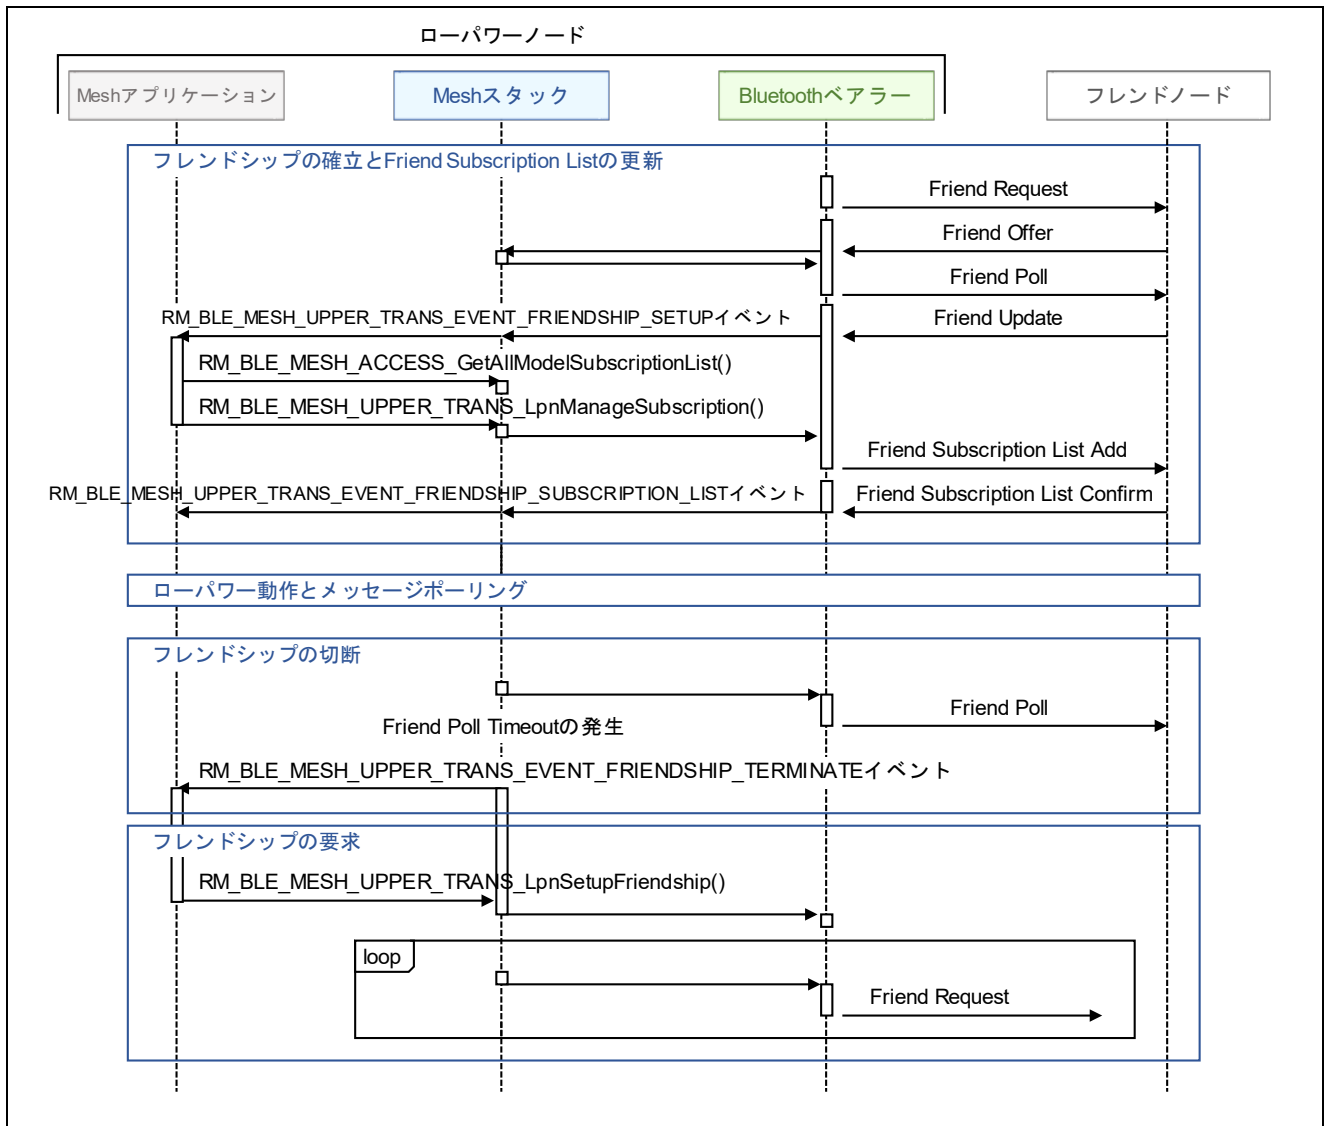 ローパワーノード
Meshアプリケーション
Meshスタック
Bluetoothベアラー
フレンドノード
フレンドシップの確立とFriend Subscription Listの更新
Friend Request
Friend Offer
Friend Poll
RM_BLE_MESH_UPPER_TRANS_EVENT_FRIENDSHIP_SETUPイベント
Friend Update
RM_BLE_MESH_ACCESS_GetAllModelSubscriptionList()
RM_BLE_MESH_UPPER_TRANS_LpnManageSubscription()
Friend Subscription List Add
RM_BLE_MESH_UPPER_TRANS_EVENT_FRIENDSHIP_SUBSCRIPTION_LISTイベント
Friend Subscription List Confirm
ローパワー動作とメッセージポーリング
フレンドシップの切断
Friend Poll
Friend Poll Timeoutの発生
RM_BLE_MESH_UPPER_TRANS_EVENT_FRIENDSHIP_TERMINATEイベント
フレンドシップの要求
RM_BLE_MESH_UPPER_TRANS_LpnSetupFriendship()
loop
Friend Request